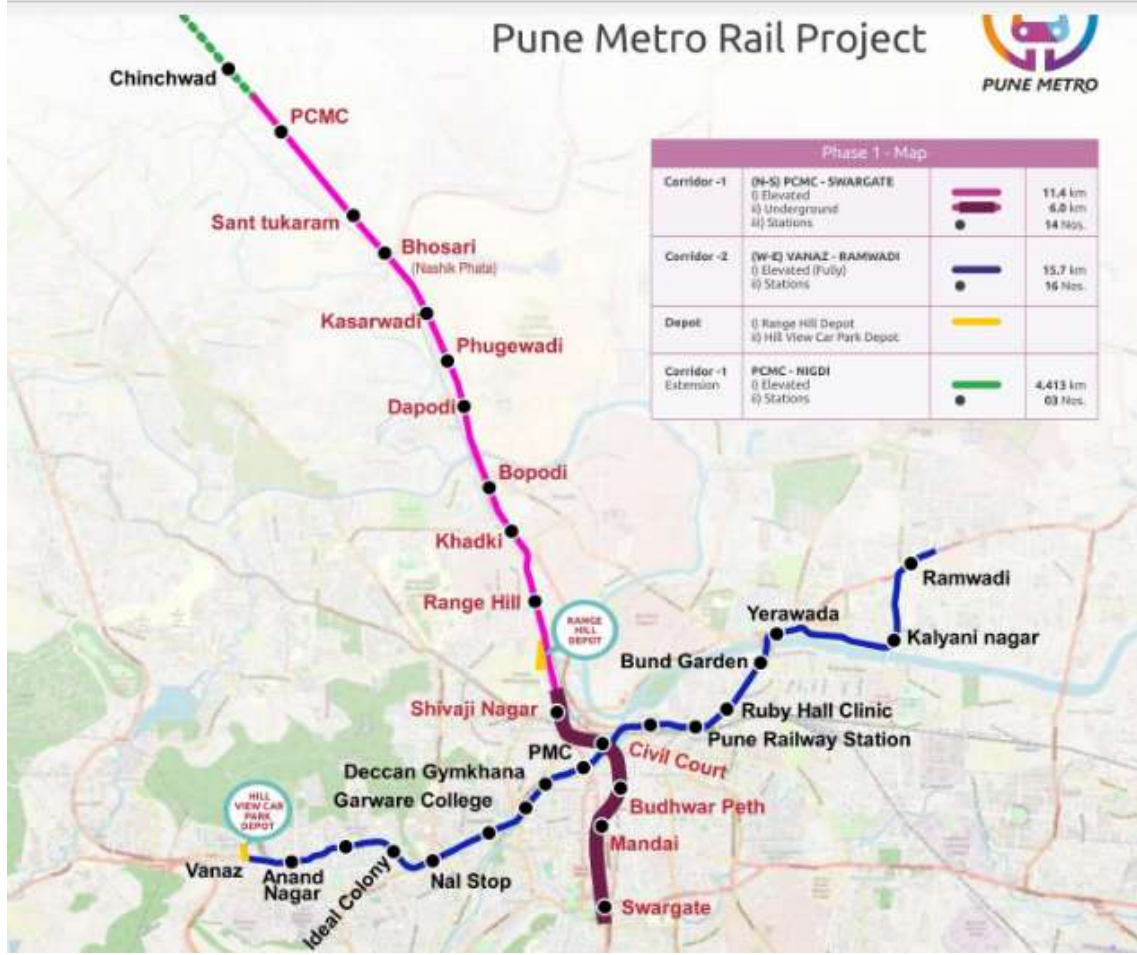 Pune Metro Rail Project
PUNE METRO
Phase 1 - Map
Corridor -1
(N-S) PCMC - SWARGATE
i) Elevated
11.4 km
ii) Underground
6.0 km
iii) Stations
14 Nos.
Corridor -2
(W-E) VANAZ - RAMWADI
i) Elevated (Fully)
15.7 km
ii) Stations
16 Nos.
Depot
i) Range Hill Depot
ii) Hill View Car Park Depot
Corridor -1
Extension
PCMC - NIGDI
i) Elevated
4.413 km
ii) Stations
03 Nos.
Chinchwad
PCMC
Sant tukaram
Bhosari
(Nashik Phata)
Kasarwadi
Phugewadi
Dapodi
Bopodi
Khadki
Range Hill
RANGE
HILL
DEPOT
Ramwadi
Yerawada
Kalyani nagar
Bund Garden
Shivaji Nagar
Ruby Hall Clinic
Pune Railway Station
PMC
Civil Court
Deccan Gymkhana
Garware College
Budhwar Peth
HILL
VIEW CAR
PARK
DEPOT
Mandai
Vanaz
Anand
Nagar
Ideal Colony
Nal Stop
Swargate